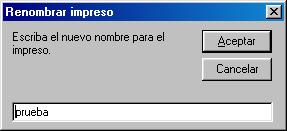 Renombrar impreso
Escriba el nuevo nombre para el
impreso.
Aceptar
Cancelar
prueba